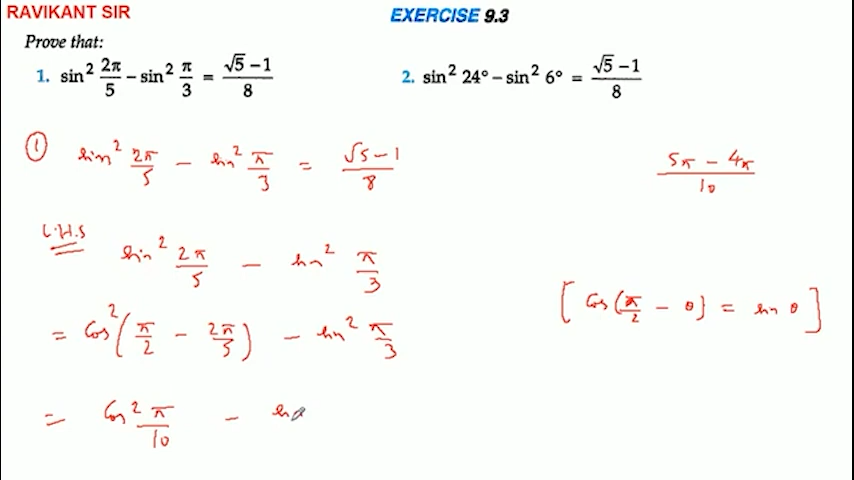 RAVIKANT SIR
EXERCISE 9.3
Prove that:
1. sin² 2π/5 – sin² π/3 = (√5 – 1)/8
2. sin² 24° – sin² 6° = (√5 – 1)/8
① sin² 2π/5 – sin² π/3 = (√5 – 1)/8
(5π – 4π)/10
L.H.S
sin² 2π/5 – sin² π/3
[cos(π/2 – θ) = sin θ]
= cos²(π/2 – 2π/5) – sin² π/3
= cos² π/10 –